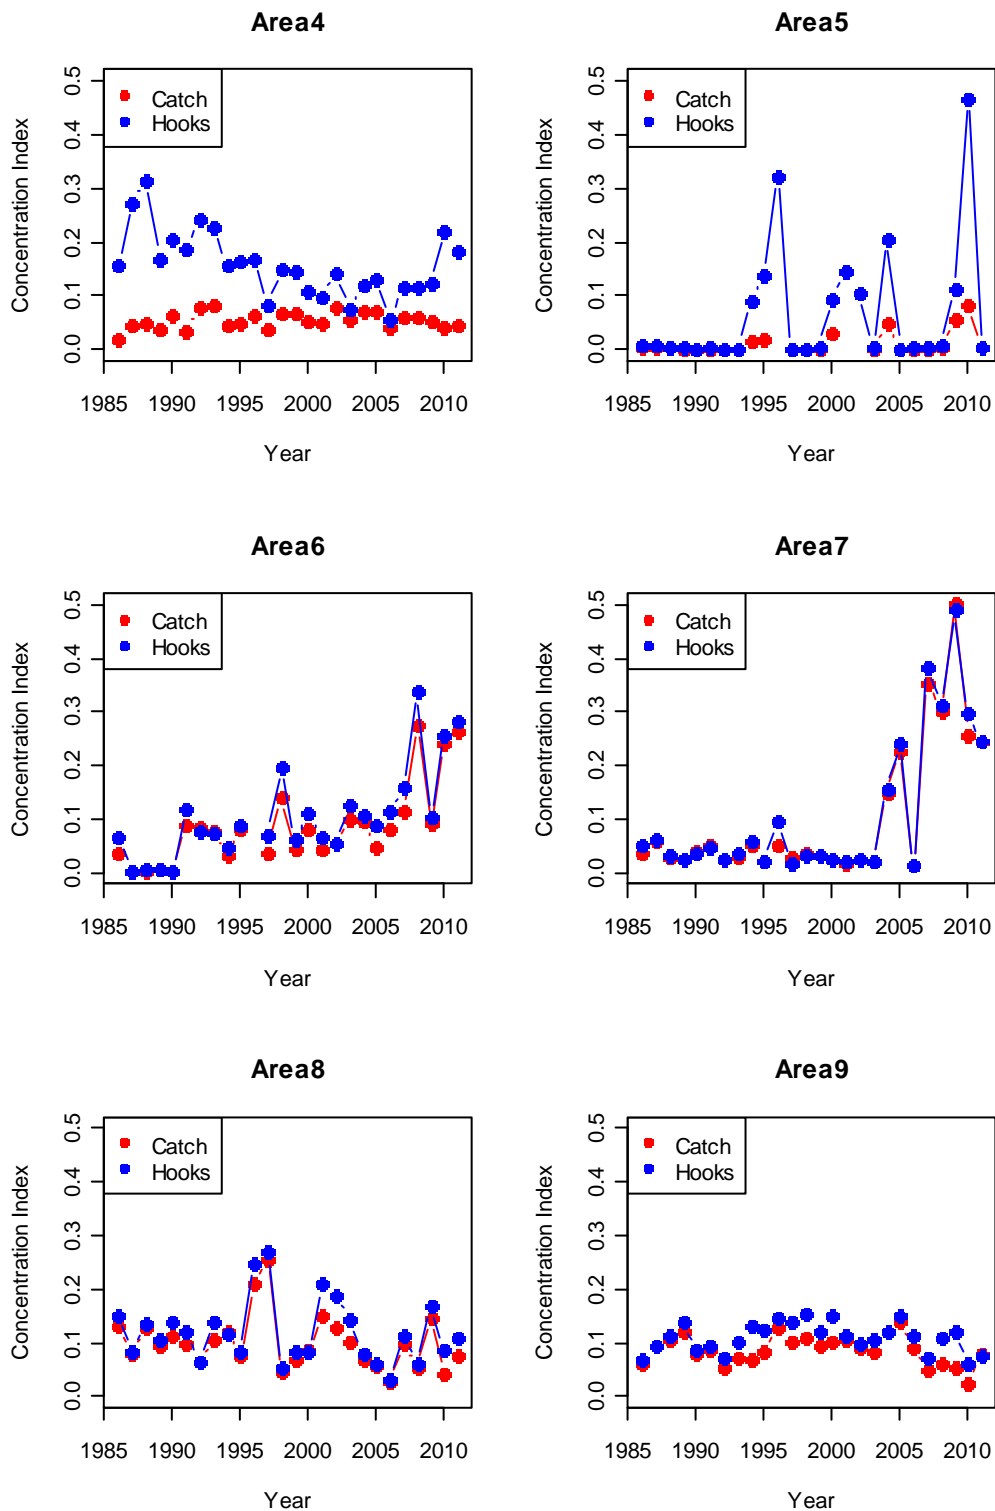 Area4
Concentration Index
0.0 0.1 0.2 0.3 0.4 0.5
Catch
Hooks
1985 1990 1995 2000 2005 2010
Year
Area5
Concentration Index
0.0 0.1 0.2 0.3 0.4 0.5
Catch
Hooks
1985 1990 1995 2000 2005 2010
Year
Area6
Concentration Index
0.0 0.1 0.2 0.3 0.4 0.5
Catch
Hooks
1985 1990 1995 2000 2005 2010
Year
Area7
Concentration Index
0.0 0.1 0.2 0.3 0.4 0.5
Catch
Hooks
1985 1990 1995 2000 2005 2010
Year
Area8
Concentration Index
0.0 0.1 0.2 0.3 0.4 0.5
Catch
Hooks
1985 1990 1995 2000 2005 2010
Year
Area9
Concentration Index
0.0 0.1 0.2 0.3 0.4 0.5
Catch
Hooks
1985 1990 1995 2000 2005 2010
Year